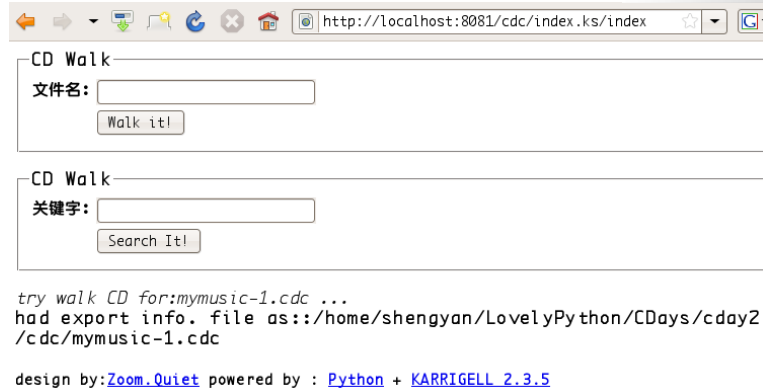 http://localhost:8081/cdc/index.ks/index
CD Walk
文件名:
Walk it!
CD Walk
关键字:
Search It!
try walk CD for:mymusic-1.cdc ...
had export info. file as::/home/shengyan/LovelyPython/CDays/cday2
/cdc/mymusic-1.cdc
design by:Zoom.Quiet powered by : Python + KARRIGELL 2.3.5